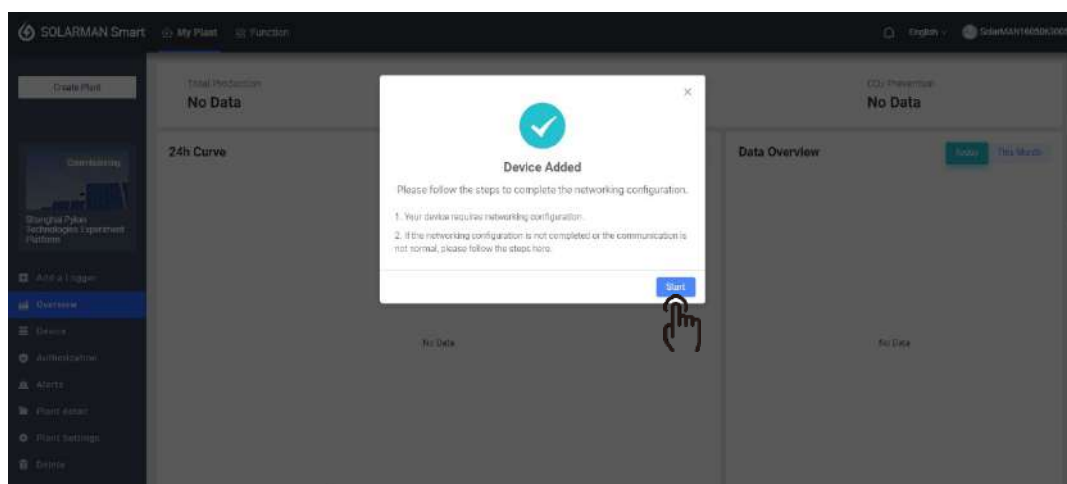 SOLARMAN Smart
My Plant
Function
English
Create Plant
Total Production
No Data
CO₂ Prevention
No Data
Shanghai Pylon
Technologies Experiment
Platform
24h Curve
No Data
Device Added
Please follow the steps to complete the networking configuration.
1. Your device requires networking configuration.
2. If the networking configuration is not completed or the communication is
not normal, please follow the steps here.
Start
Data Overview
Today
This Month
No Data
Add a Logger
Overview
Device
Authorization
Alerts
Plant Asset
Plant Settings
Delete